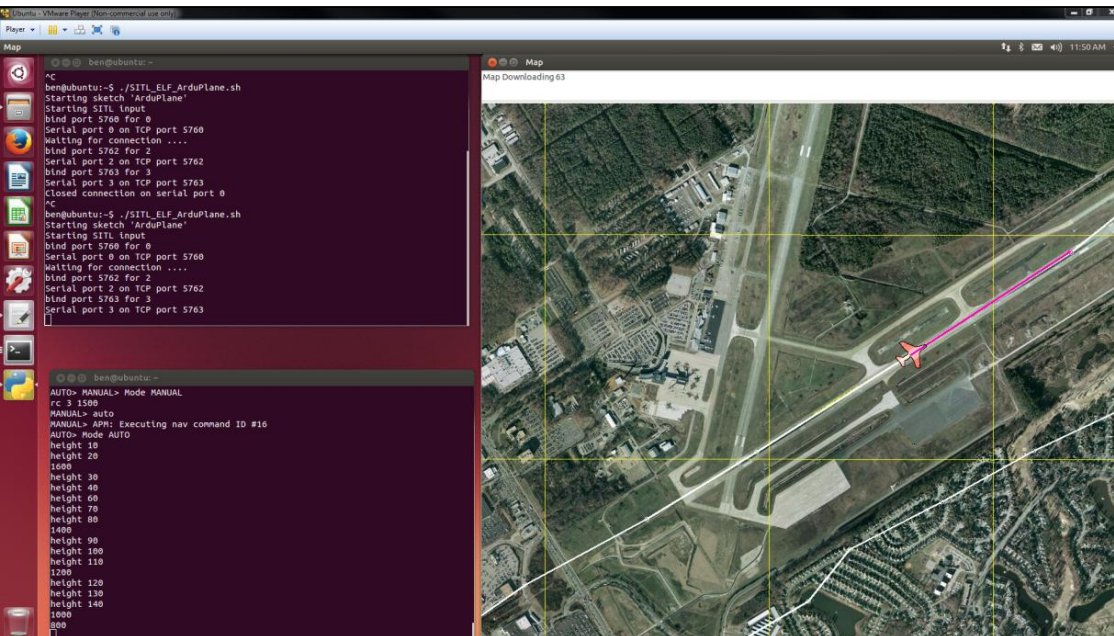 Ubuntu - VMware Player (Non-commercial use only)
Player
Map
11:50 AM
ben@ubuntu: ~
^C
ben@ubuntu:~$ ./SITL_ELF_ArduPlane.sh
Starting sketch 'ArduPlane'
Starting SITL input
bind port 5760 for 0
Serial port 0 on TCP port 5760
Waiting for connection ....
bind port 5762 for 2
Serial port 2 on TCP port 5762
bind port 5763 for 3
Serial port 3 on TCP port 5763
Closed connection on serial port 0
^C
ben@ubuntu:~$ ./SITL_ELF_ArduPlane.sh
Starting sketch 'ArduPlane'
Starting SITL input
bind port 5760 for 0
Serial port 0 on TCP port 5760
Waiting for connection ....
bind port 5762 for 2
Serial port 2 on TCP port 5762
bind port 5763 for 3
Serial port 3 on TCP port 5763
ben@ubuntu: ~
AUTO> MANUAL> Mode MANUAL
rc 3 1500
MANUAL> auto
MANUAL> APM: Executing nav command ID #16
AUTO> Mode AUTO
height 10
height 20
1600
height 30
height 40
height 60
height 70
height 80
1400
height 90
height 100
height 110
1200
height 120
height 130
height 140
1000
800
Map
Map Downloading 63